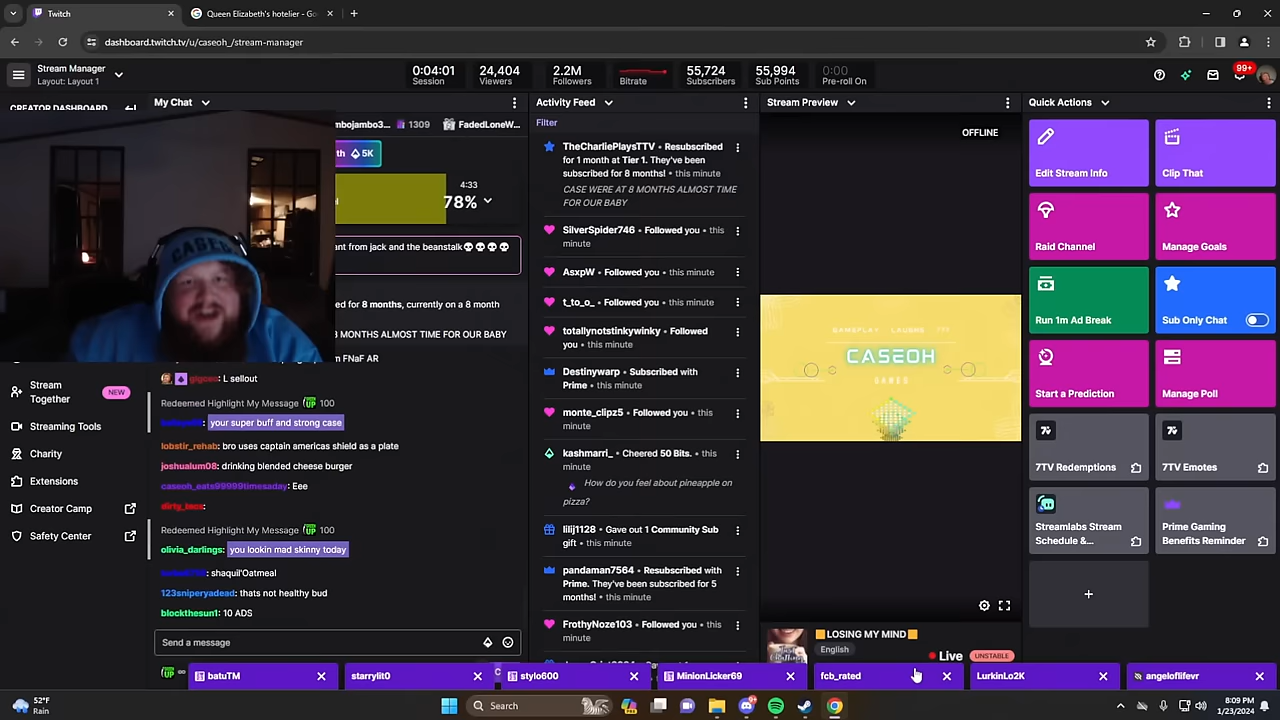 Twitch
Queen Elizabeth's hotelier - Go
dashboard.twitch.tv/u/caseoh_/stream-manager
Stream Manager
Layout: Layout 1
0:04:01
Session
24,404
Viewers
2.2M
Followers
Bitrate
55,724
Subscribers
55,994
Sub Points
0:00
Pre-roll On
99+
CREATOR DASHBOARD
Stream
Together
NEW
Streaming Tools
Charity
Extensions
Creator Camp
Safety Center
My Chat
mbojambo3...
1309
FadedLoneW...
th 5K
4:33
78%
ant from jack and the beanstalk💀💀💀💀
ed for 8 months, currently on a 8 month
8 MONTHS ALMOST TIME FOR OUR BABY
m FNaF AR
L sellout
Redeemed Highlight My Message 100
your super buff and strong case
lobstir_rehab: bro uses captain americas shield as a plate
joshualum08: drinking blended cheese burger
caseoh_eats99999timesaday: Eee
Redeemed Highlight My Message 100
olivia_darlings: you lookin mad skinny today
shaquil'Oatmeal
123sniperyadead: thats not healthy bud
blockthesun1: 10 ADS
Send a message
Activity Feed
Filter
TheCharliePlaysTTV • Resubscribed
for 1 month at Tier 1. They've been
subscribed for 8 months! • this minute
CASE WERE AT 8 MONTHS ALMOST TIME
FOR OUR BABY
SilverSpider746 • Followed you • this
minute
AsxpW • Followed you • this minute
t_to_o_ • Followed you • this minute
totallynotstinkywinky • Followed
you • this minute
Destinywarp • Subscribed with
Prime • this minute
monte_clipz5 • Followed you • this
minute
kashmarri_ • Cheered 50 Bits. • this
minute
How do you feel about pineapple on
pizza?
lilij1128 • Gave out 1 Community Sub
gift • this minute
pandaman7564 • Resubscribed with
Prime. They've been subscribed for 5
months! • this minute
FrothyNoze103 • Followed you • this
minute
Stream Preview
OFFLINE
GAMEPLAY LAUGHS
CASEOH
GAMES
LOSING MY MIND
English
Live
UNSTABLE
Quick Actions
Edit Stream Info
Clip That
Raid Channel
Manage Goals
Run 1m Ad Break
Sub Only Chat
Start a Prediction
Manage Poll
7TV Redemptions
7TV Emotes
Streamlabs Stream
Schedule &...
Prime Gaming
Benefits Reminder
batuTM
starrylit0
stylo600
MinionLicker69
fcb_rated
LurkinLo2K
angeloflifevr
52°F
Rain
Search
8:09 PM
1/23/2024